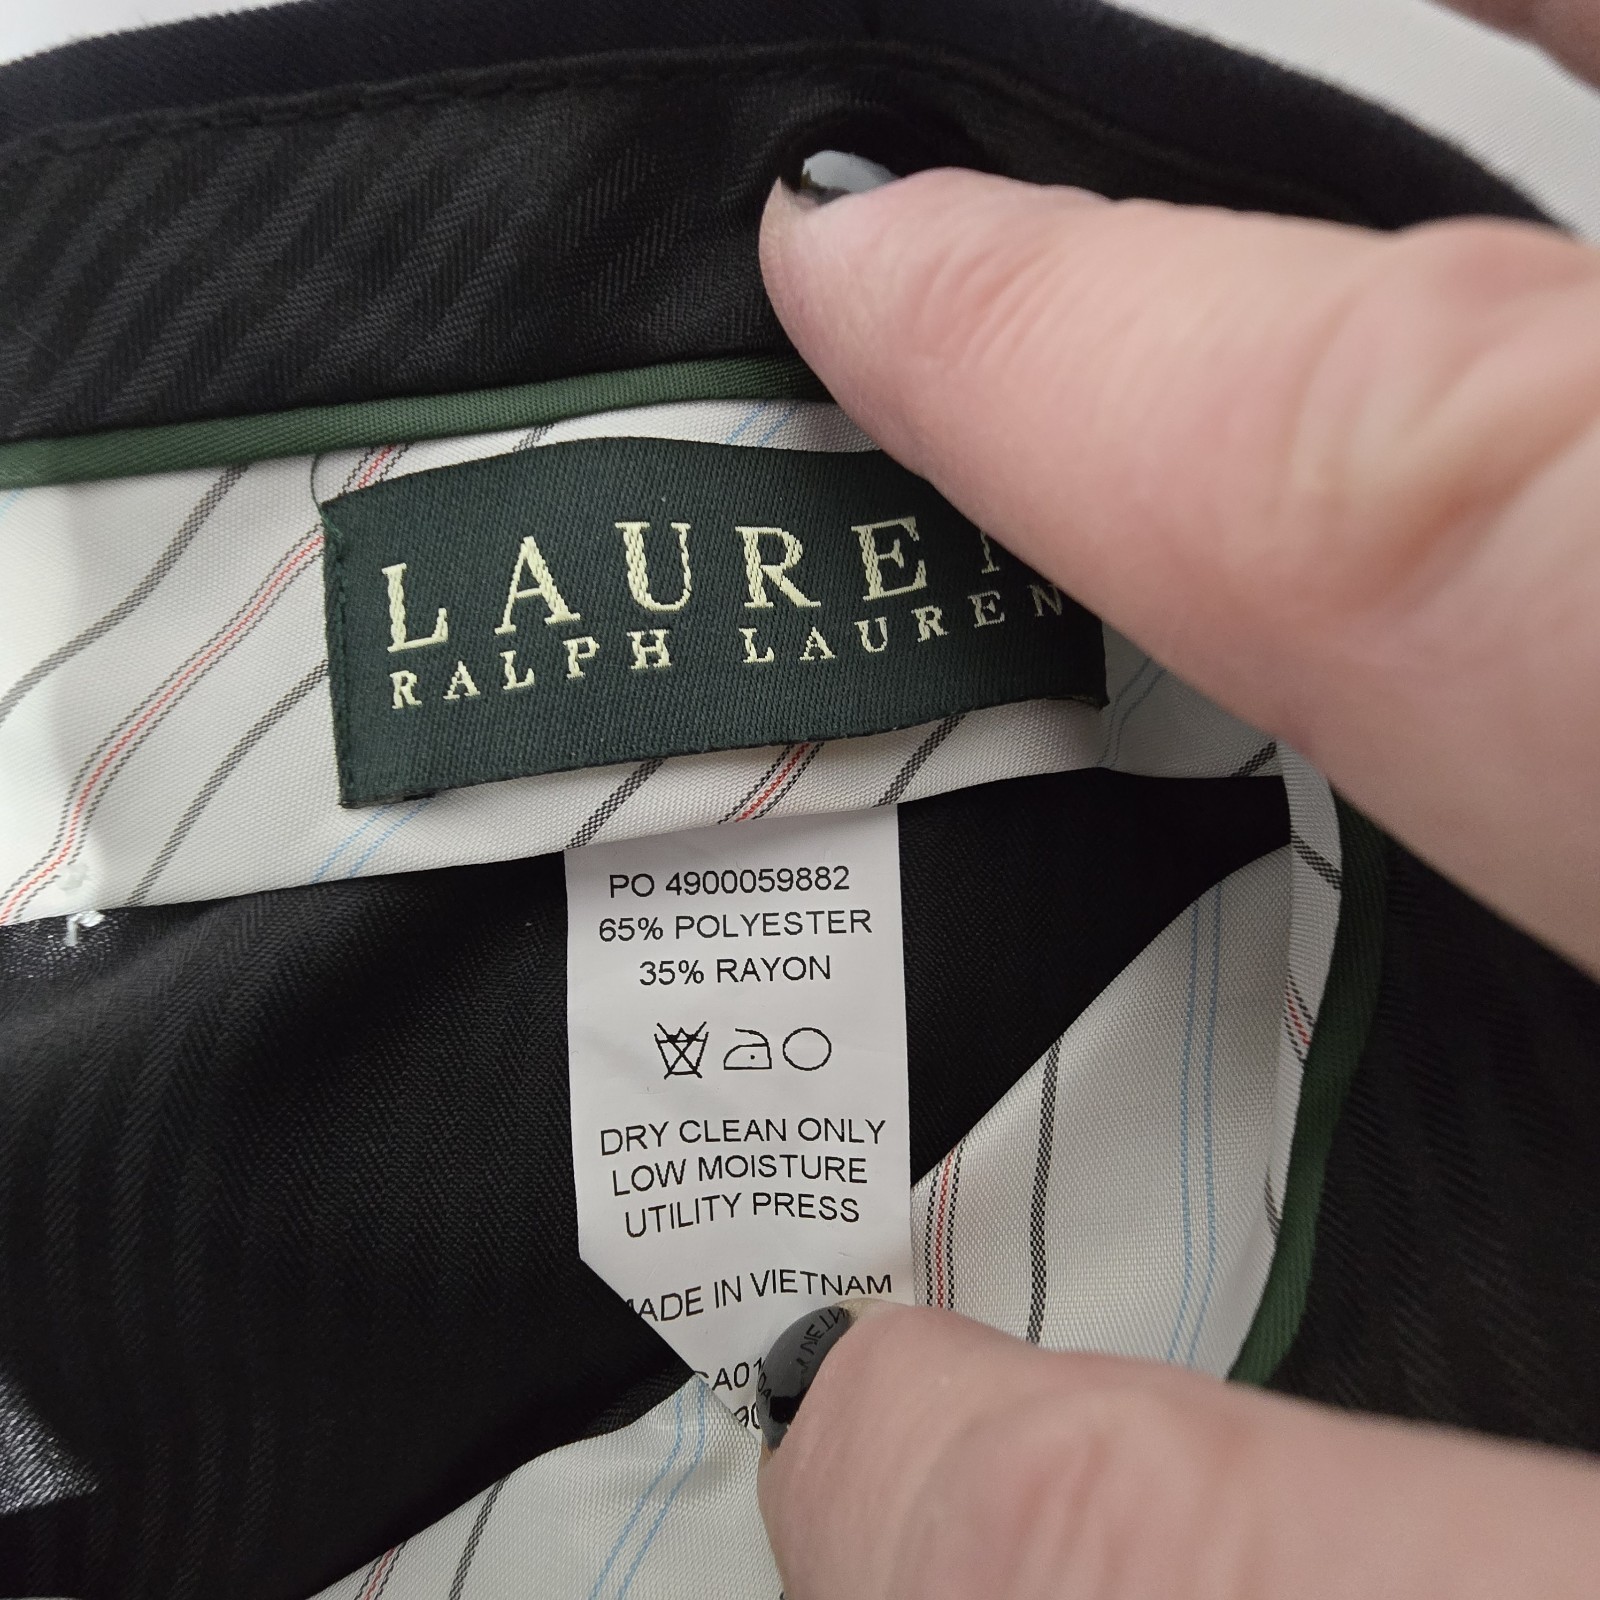 LAUREN
RALPH LAUREN
PO 4900059882
65% POLYESTER
35% RAYON
DRY CLEAN ONLY
LOW MOISTURE
UTILITY PRESS
MADE IN VIETNAM